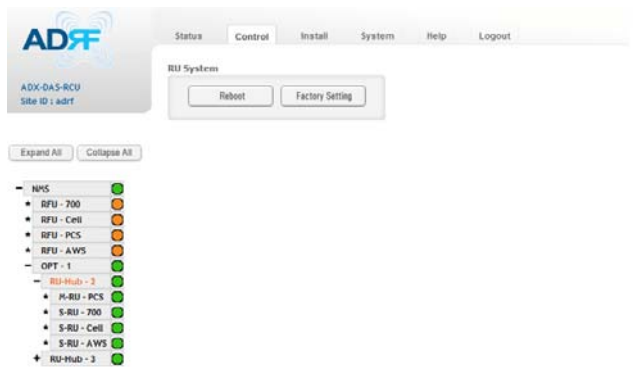 ADRF
Status Control Install System Help Logout
ADX-DAS-RCU
Site ID : adrf
RU System
Reboot Factory Setting
Expand All Collapse All
NMS
RFU - 700
RFU - Cell
RFU - PCS
RFU - AWS
OPT - 1
RU-Hub - 2
M-RU - PCS
S-RU - 700
S-RU - Cell
S-RU - AWS
RU-Hub - 3